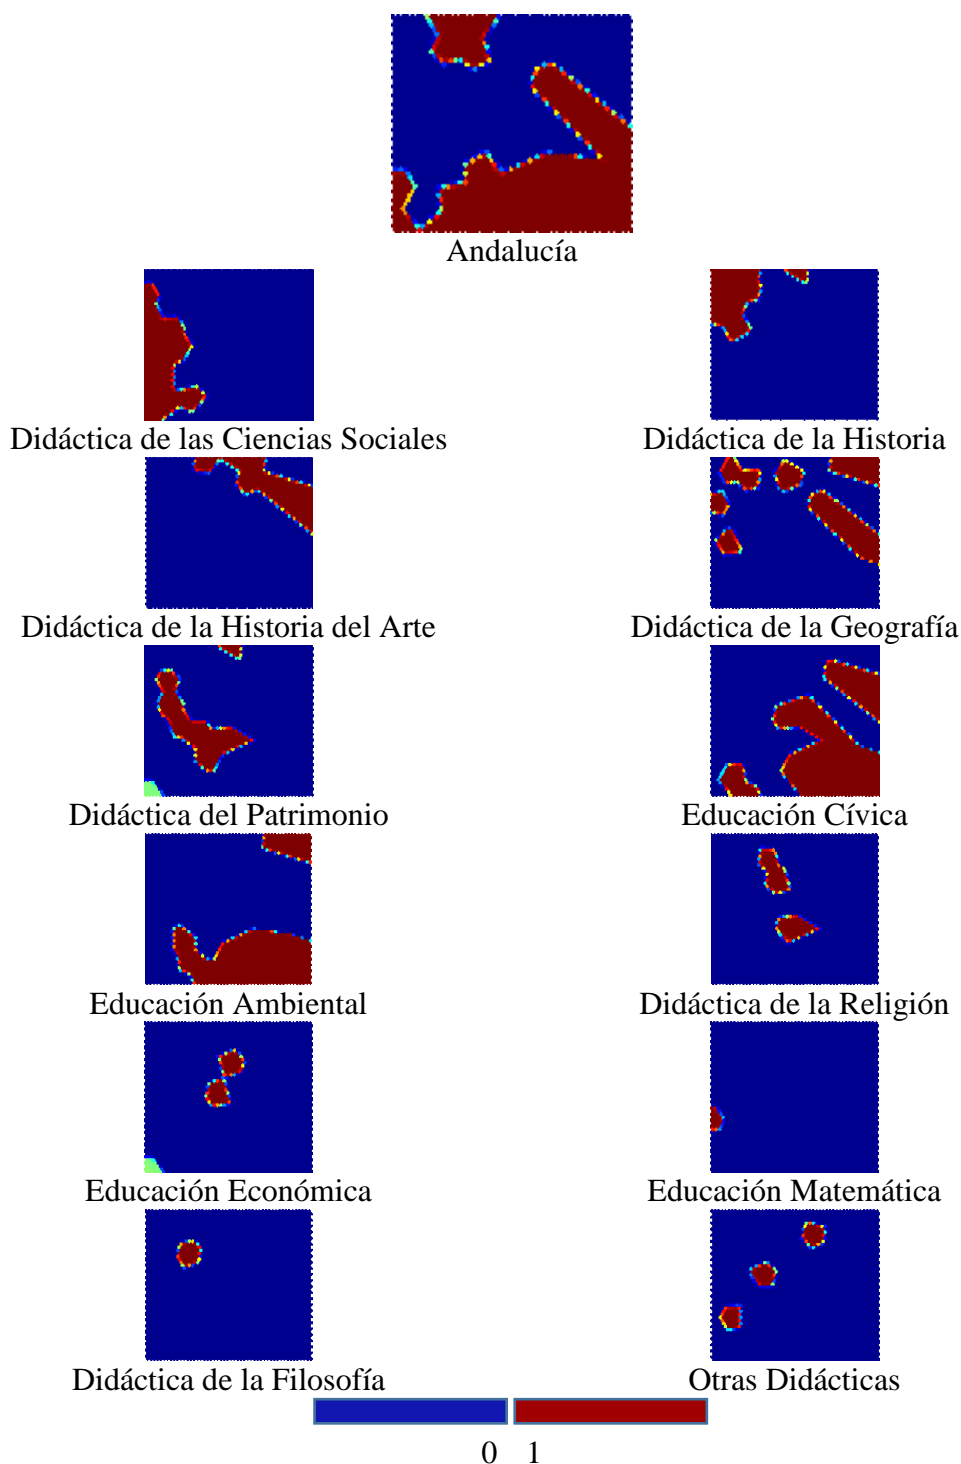 Andalucía
Didáctica de las Ciencias Sociales
Didáctica de la Historia
Didáctica de la Historia del Arte
Didáctica de la Geografía
Didáctica del Patrimonio
Educación Cívica
Educación Ambiental
Didáctica de la Religión
Educación Económica
Educación Matemática
Didáctica de la Filosofía
Otras Didácticas
0 1